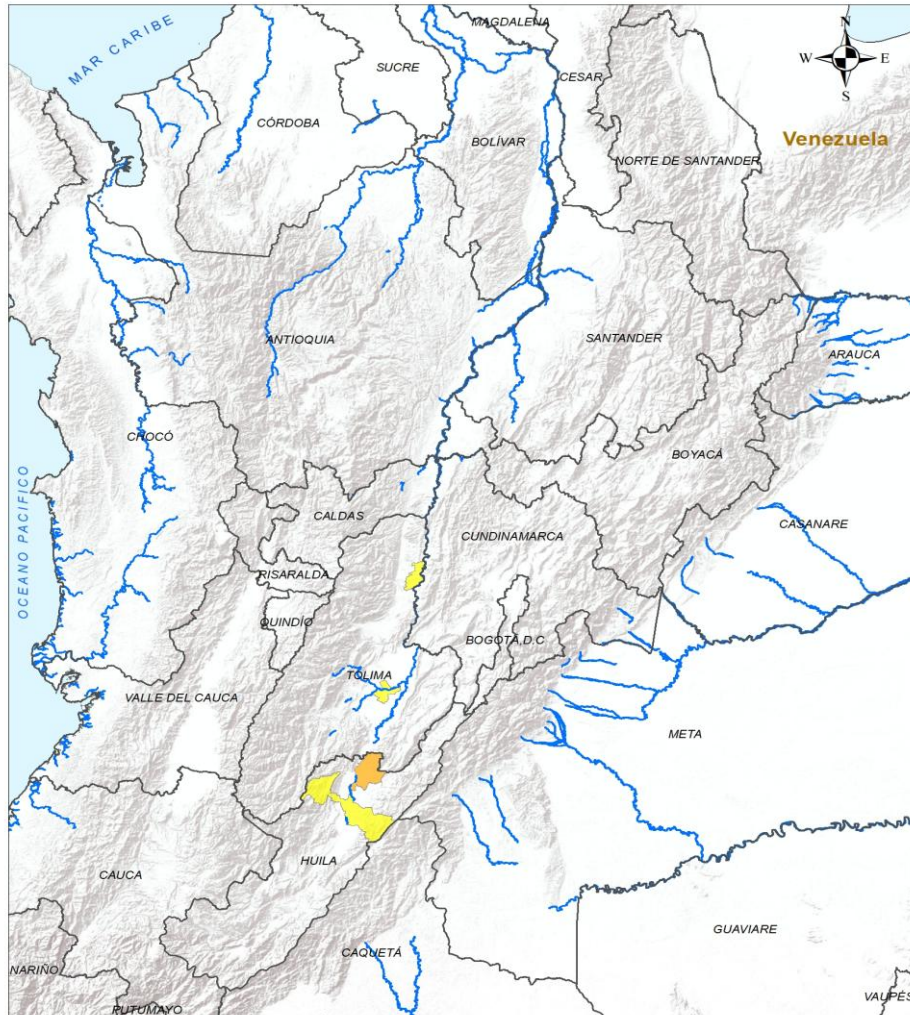 MAGDALENA
MAR CARIBE
N
W
E
S
SUCRE
CESAR
CÓRDOBA
BOLÍVAR
Venezuela
NORTE DE SANTANDER
ANTIOQUIA
SANTANDER
ARAUCA
CHOCÓ
BOYACÁ
OCEANO PACIFICO
CALDAS
CUNDINAMARCA
CASANARE
RISARALDA
QUINDÍO
BOGOTÁ,D.C
TOLIMA
VALLE DEL CAUCA
META
HUILA
CAUCA
GUAVIARE
CAQUETÁ
NARIÑO
VAUPÉS
PUTUMAYO